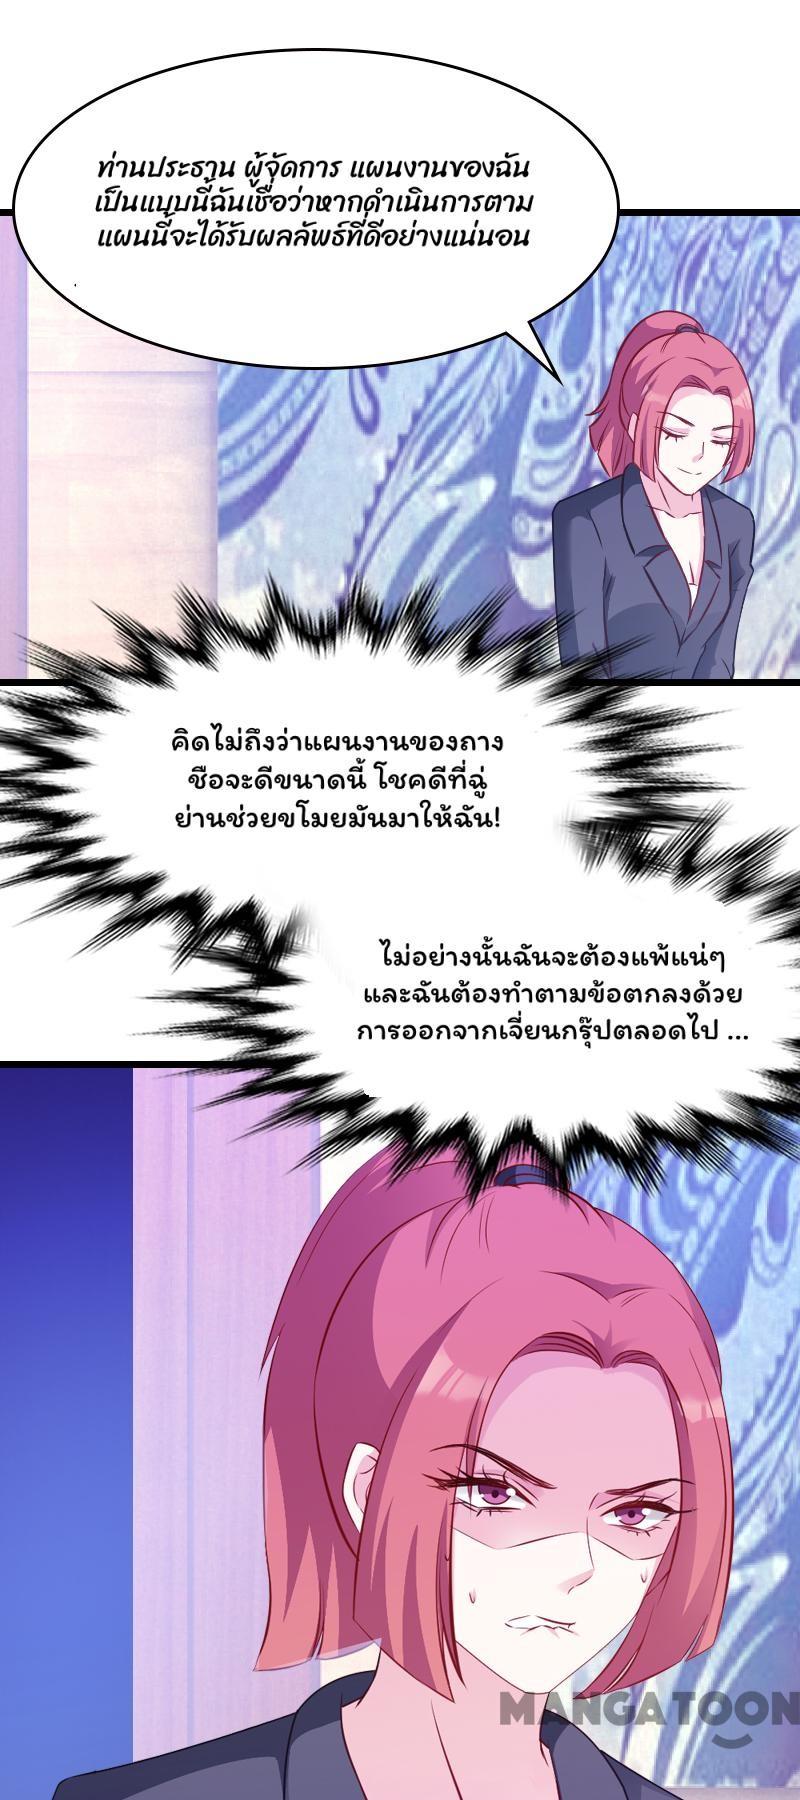 ท่านประธาน ผู้จัดการ แผนงานของฉัน
เป็นแบบนี้ฉันเชื่อว่าหากดำเนินการตาม
แผนนี้จะได้รับผลลัพธ์ที่ดีอย่างแน่นอน
คิดไม่ถึงว่าแผนงานของถาง
ซือจะดีขนาดนี้ โชคดีที่ฉู่
ย่านช่วยขโมยมันมาให้ฉัน!
ไม่อย่างนั้นฉันจะต้องแพ้แน่ๆ
และฉันต้องทำตามข้อตกลงด้วย
การออกจากเจี่ยนกรุ๊ปตลอดไป ...
MANGATOON